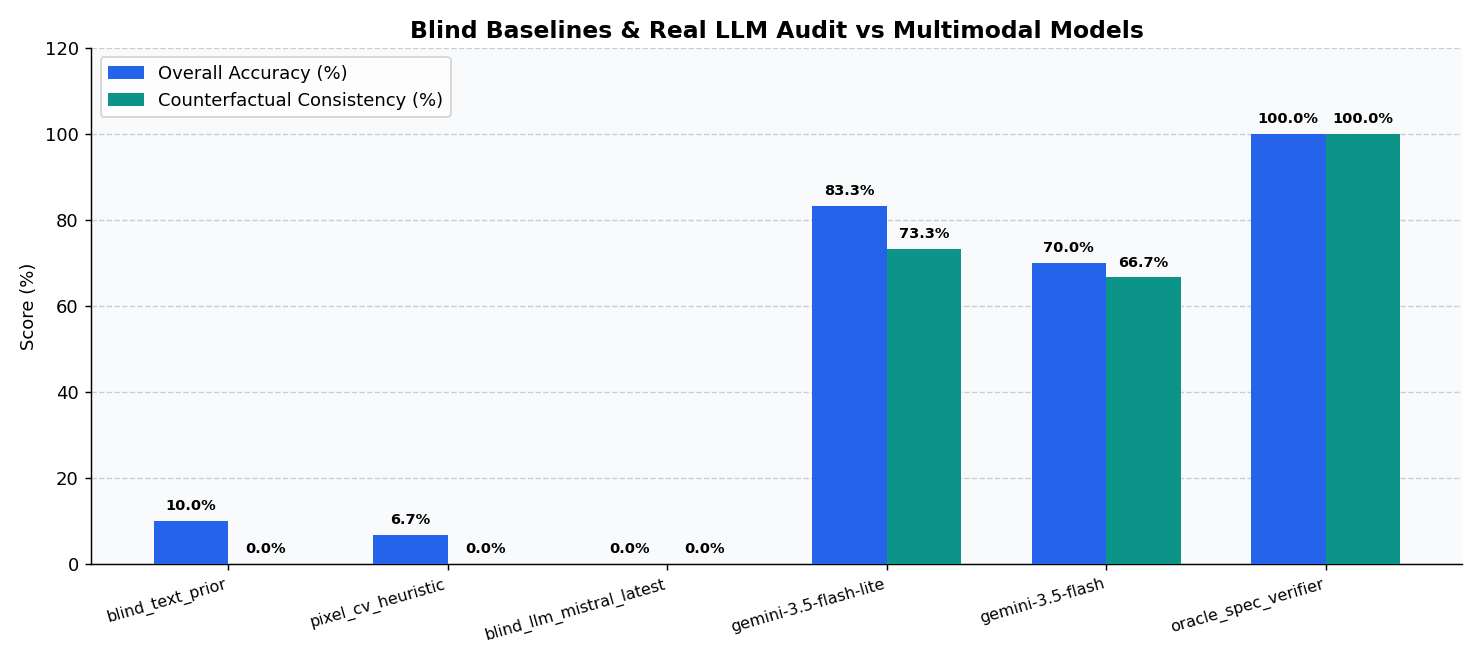 Blind Baselines & Real LLM Audit vs Multimodal Models
Overall Accuracy (%)
Counterfactual Consistency (%)
Score (%)
120
100
80
60
40
20
0
10.0%
0.0%
6.7%
0.0%
0.0%
0.0%
83.3%
73.3%
70.0%
66.7%
100.0%
100.0%
blind_text_prior
pixel_cv_heuristic
blind_llm_mistral_latest
gemini-3.5-flash-lite
gemini-3.5-flash
oracle_spec_verifier